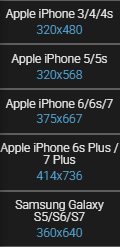 Apple iPhone 3/4/4s
320x480
Apple iPhone 5/5s
320x568
Apple iPhone 6/6s/7
375x667
Apple iPhone 6s Plus /
7 Plus
414x736
Samsung Galaxy
S5/S6/S7
360x640